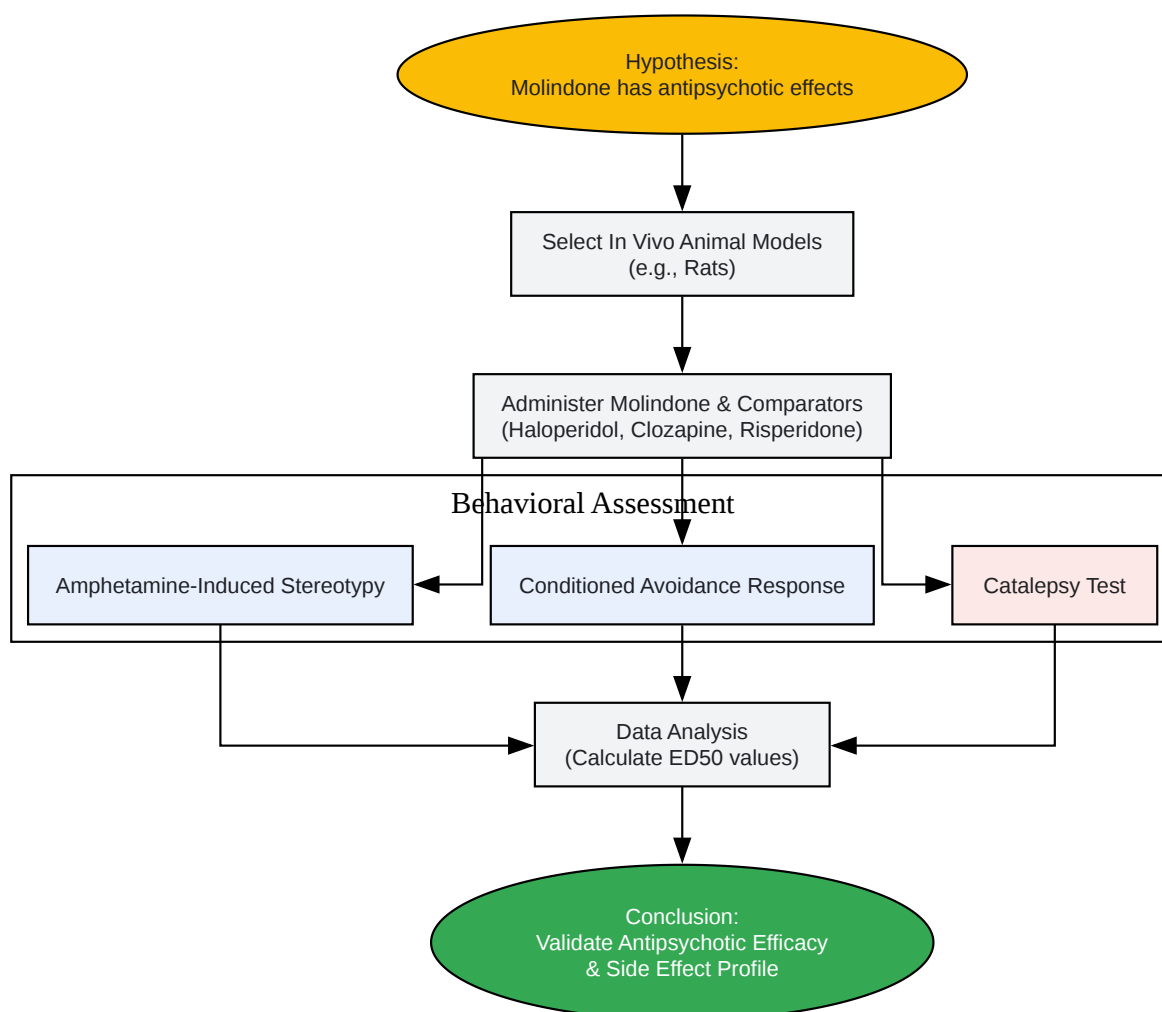 Hypothesis:
Molindone has antipsychotic effects
Select In Vivo Animal Models
(e.g., Rats)
Administer Molindone & Comparators
(Haloperidol, Clozapine, Risperidone)
Behavioral Assessment
Amphetamine-Induced Stereotypy
Conditioned Avoidance Response
Catalepsy Test
Data Analysis
(Calculate ED50 values)
Conclusion:
Validate Antipsychotic Efficacy
& Side Effect Profile